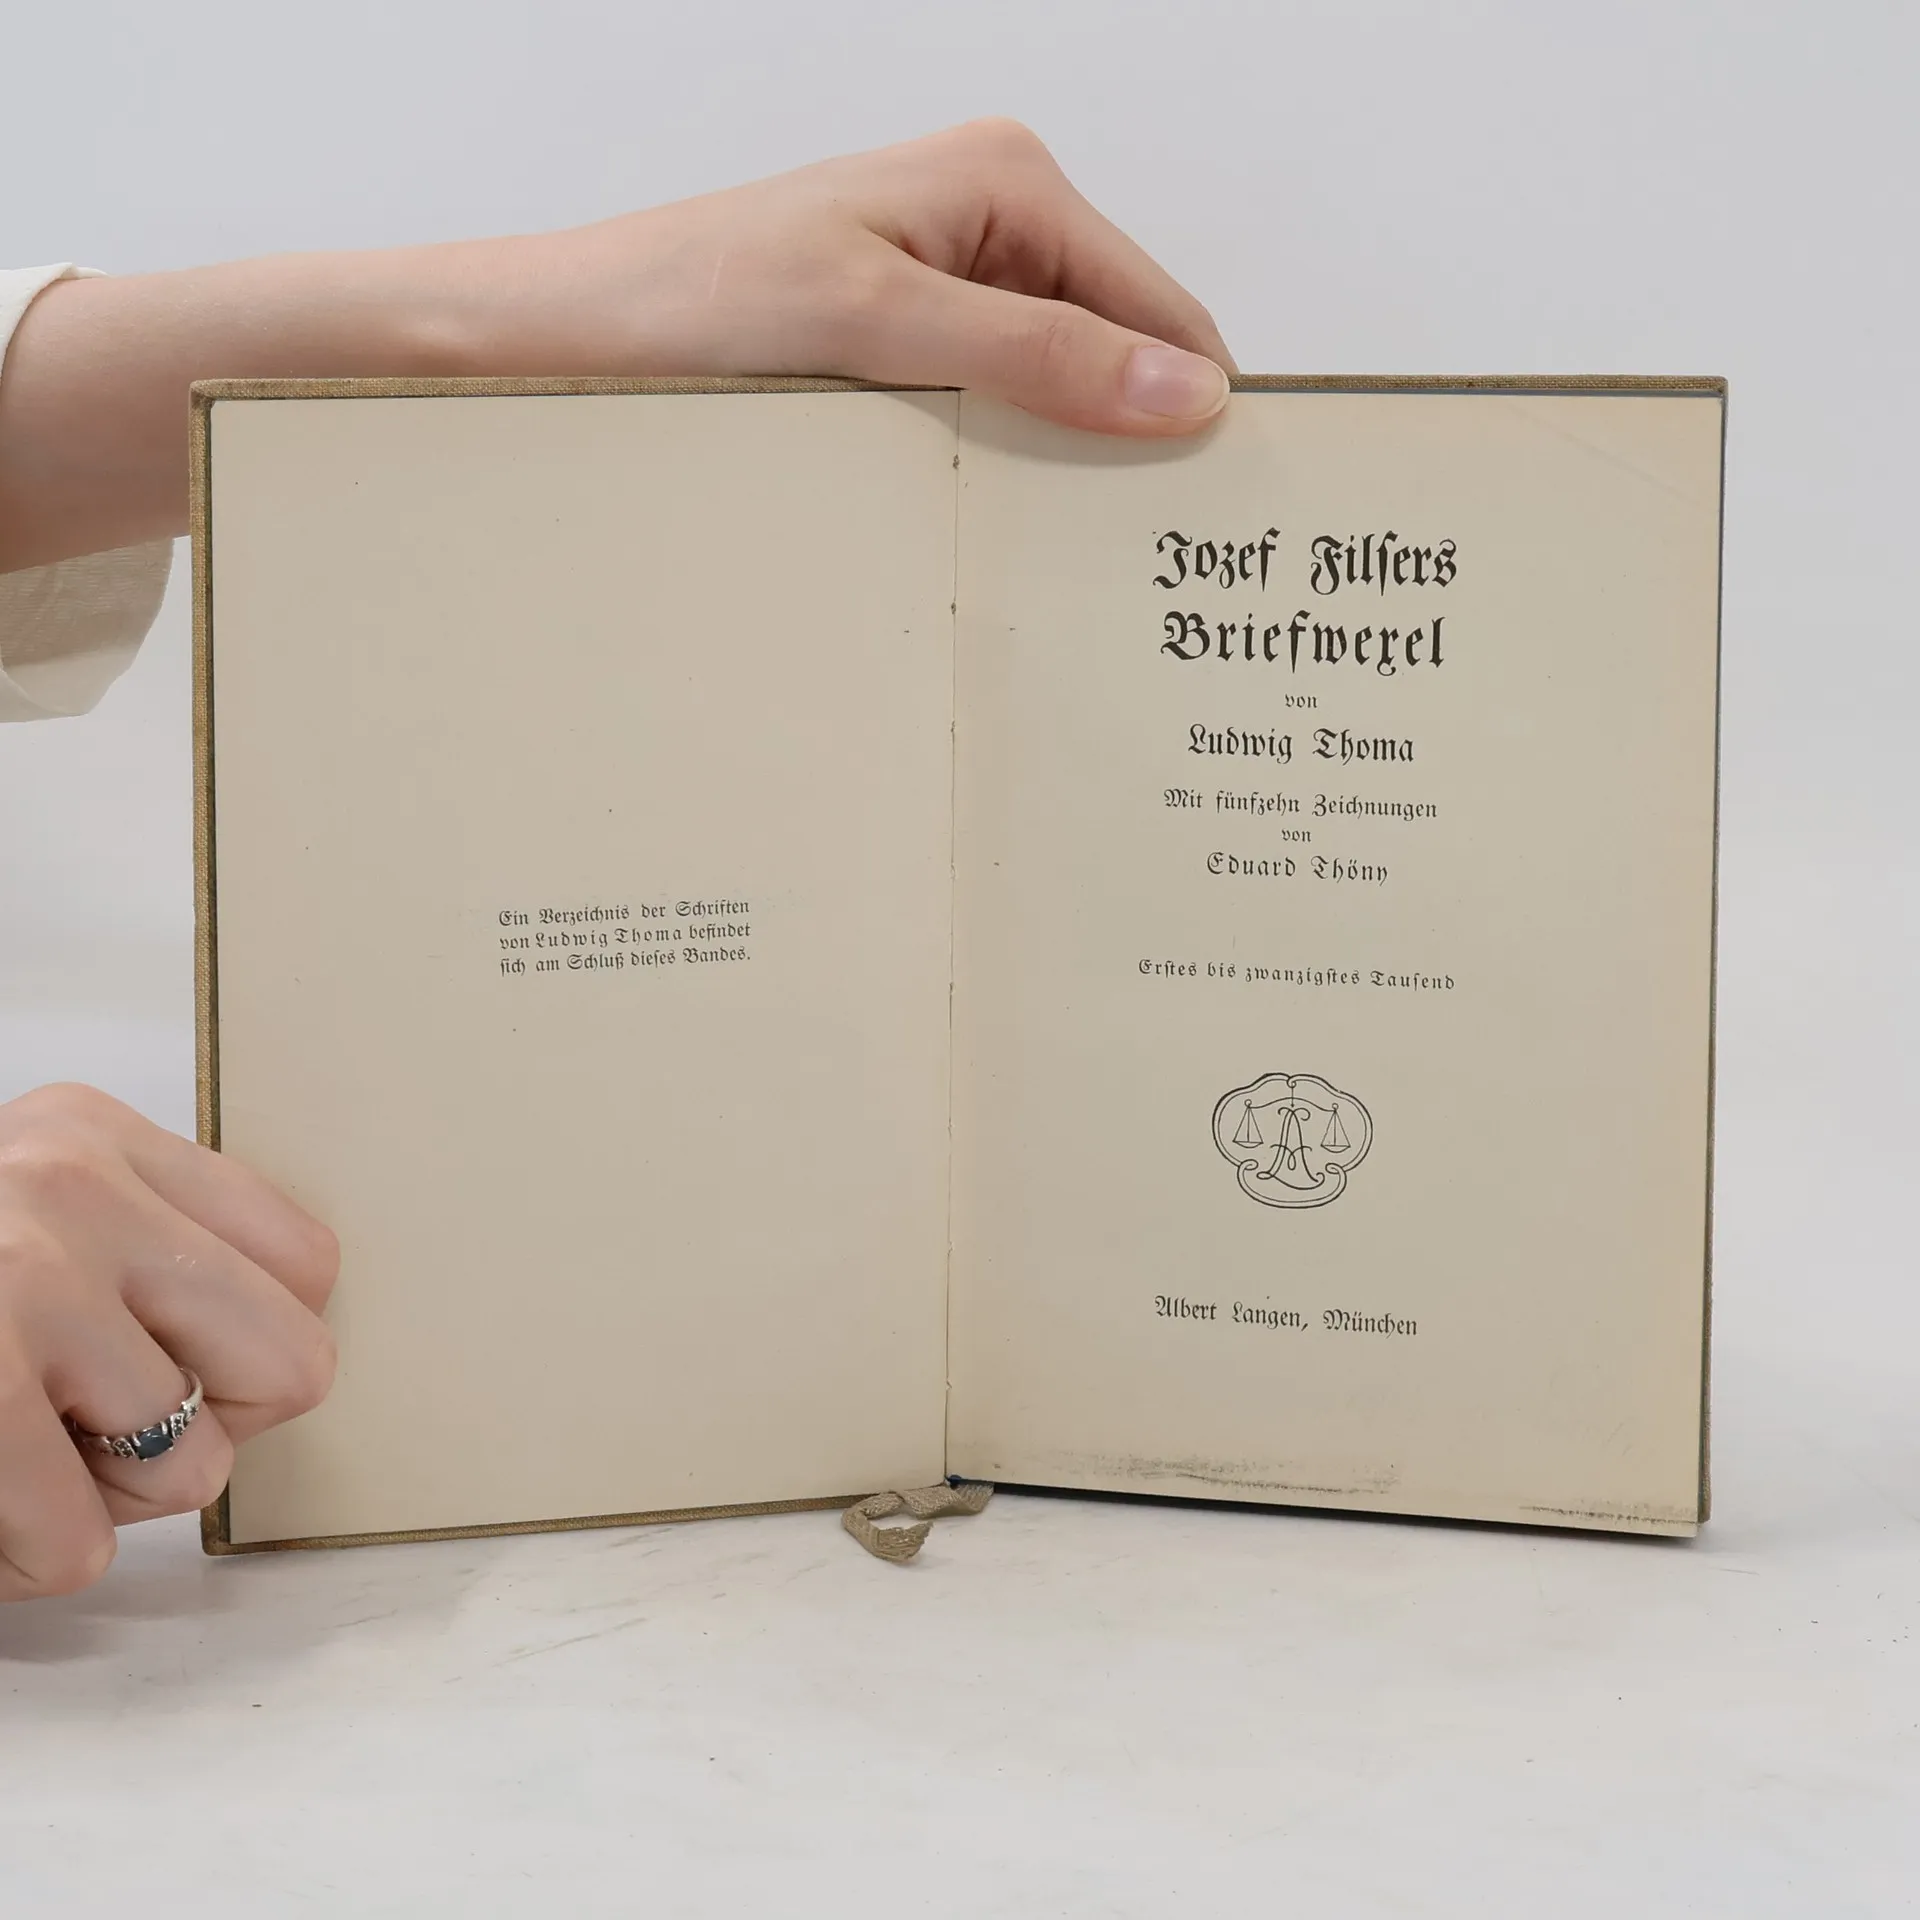 Ein Verzeichnis der Schriften
von Ludwig Thoma befindet
sich am Schluß dieses Bandes.
Jozef Filsers
Briefwexel
von
Ludwig Thoma
Mit fünfzehn Zeichnungen
von
Eduard Thöny
Erstes bis zwanzigstes Tausend
AL
Albert Langen, München